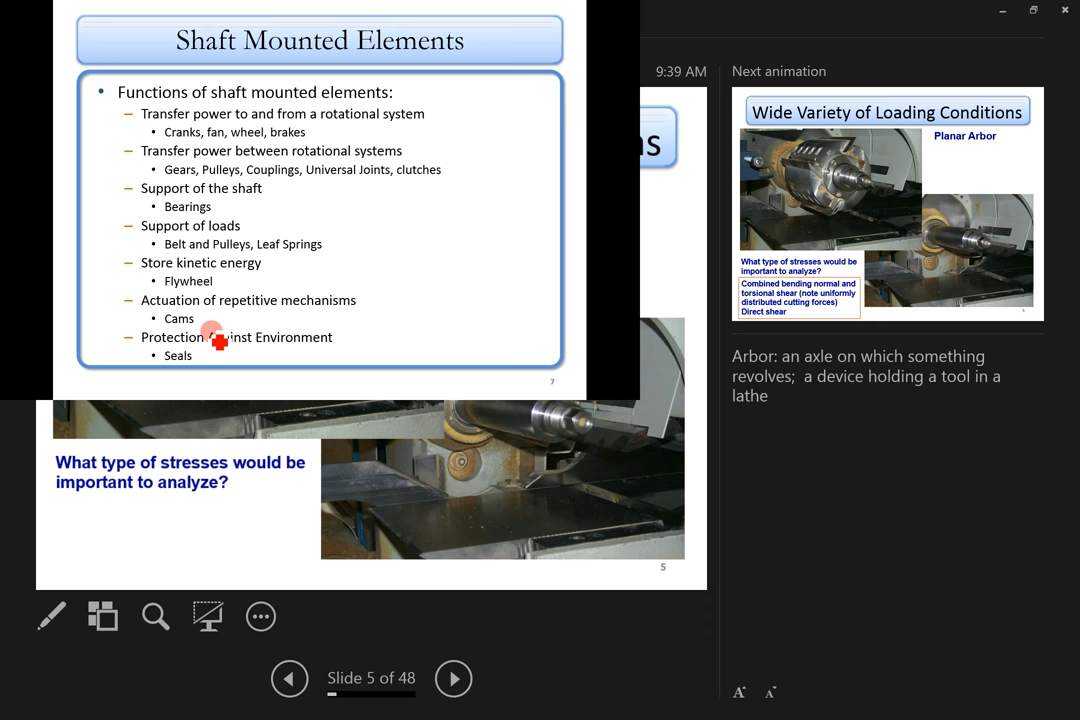 Shaft Mounted Elements
• Functions of shaft mounted elements:
– Transfer power to and from a rotational system
• Cranks, fan, wheel, brakes
– Transfer power between rotational systems
• Gears, Pulleys, Couplings, Universal Joints, clutches
– Support of the shaft
• Bearings
– Support of loads
• Belt and Pulleys, Leaf Springs
– Store kinetic energy
• Flywheel
– Actuation of repetitive mechanisms
• Cams
– Protection Against Environment
• Seals
7
9:39 AM
ns
What type of stresses would be
important to analyze?
5
Slide 5 of 48
Next animation
Wide Variety of Loading Conditions
Planar Arbor
What type of stresses would be
important to analyze?
Combined bending normal and
torsional shear (note uniformly
distributed cutting forces)
Direct shear
5
Arbor: an axle on which something
revolves; a device holding a tool in a
lathe
A A